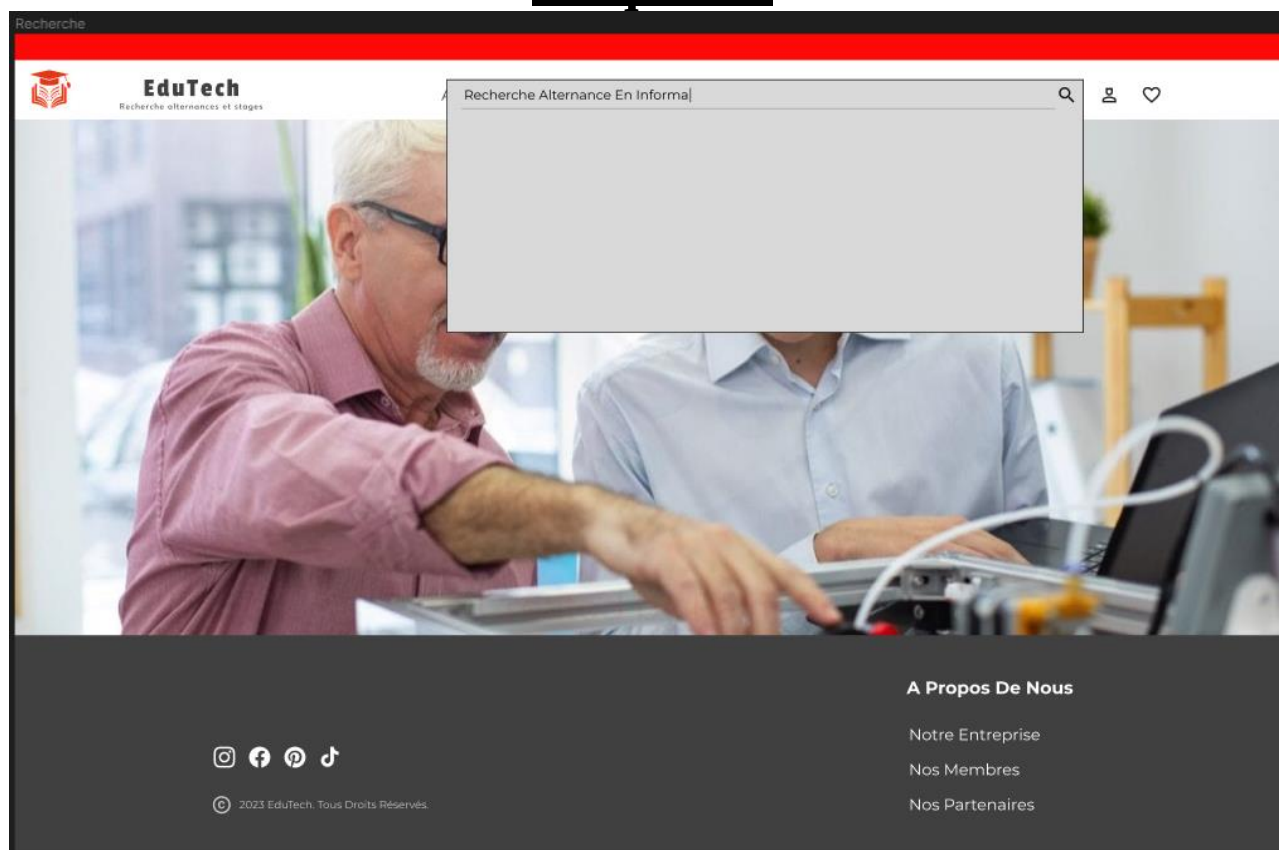 Recherche
EduTech
Recherche alternances et stages
A
Recherche Alternance En Informa
A Propos De Nous
Notre Entreprise
Nos Membres
Nos Partenaires
© 2023 EduTech. Tous Droits Réservés.